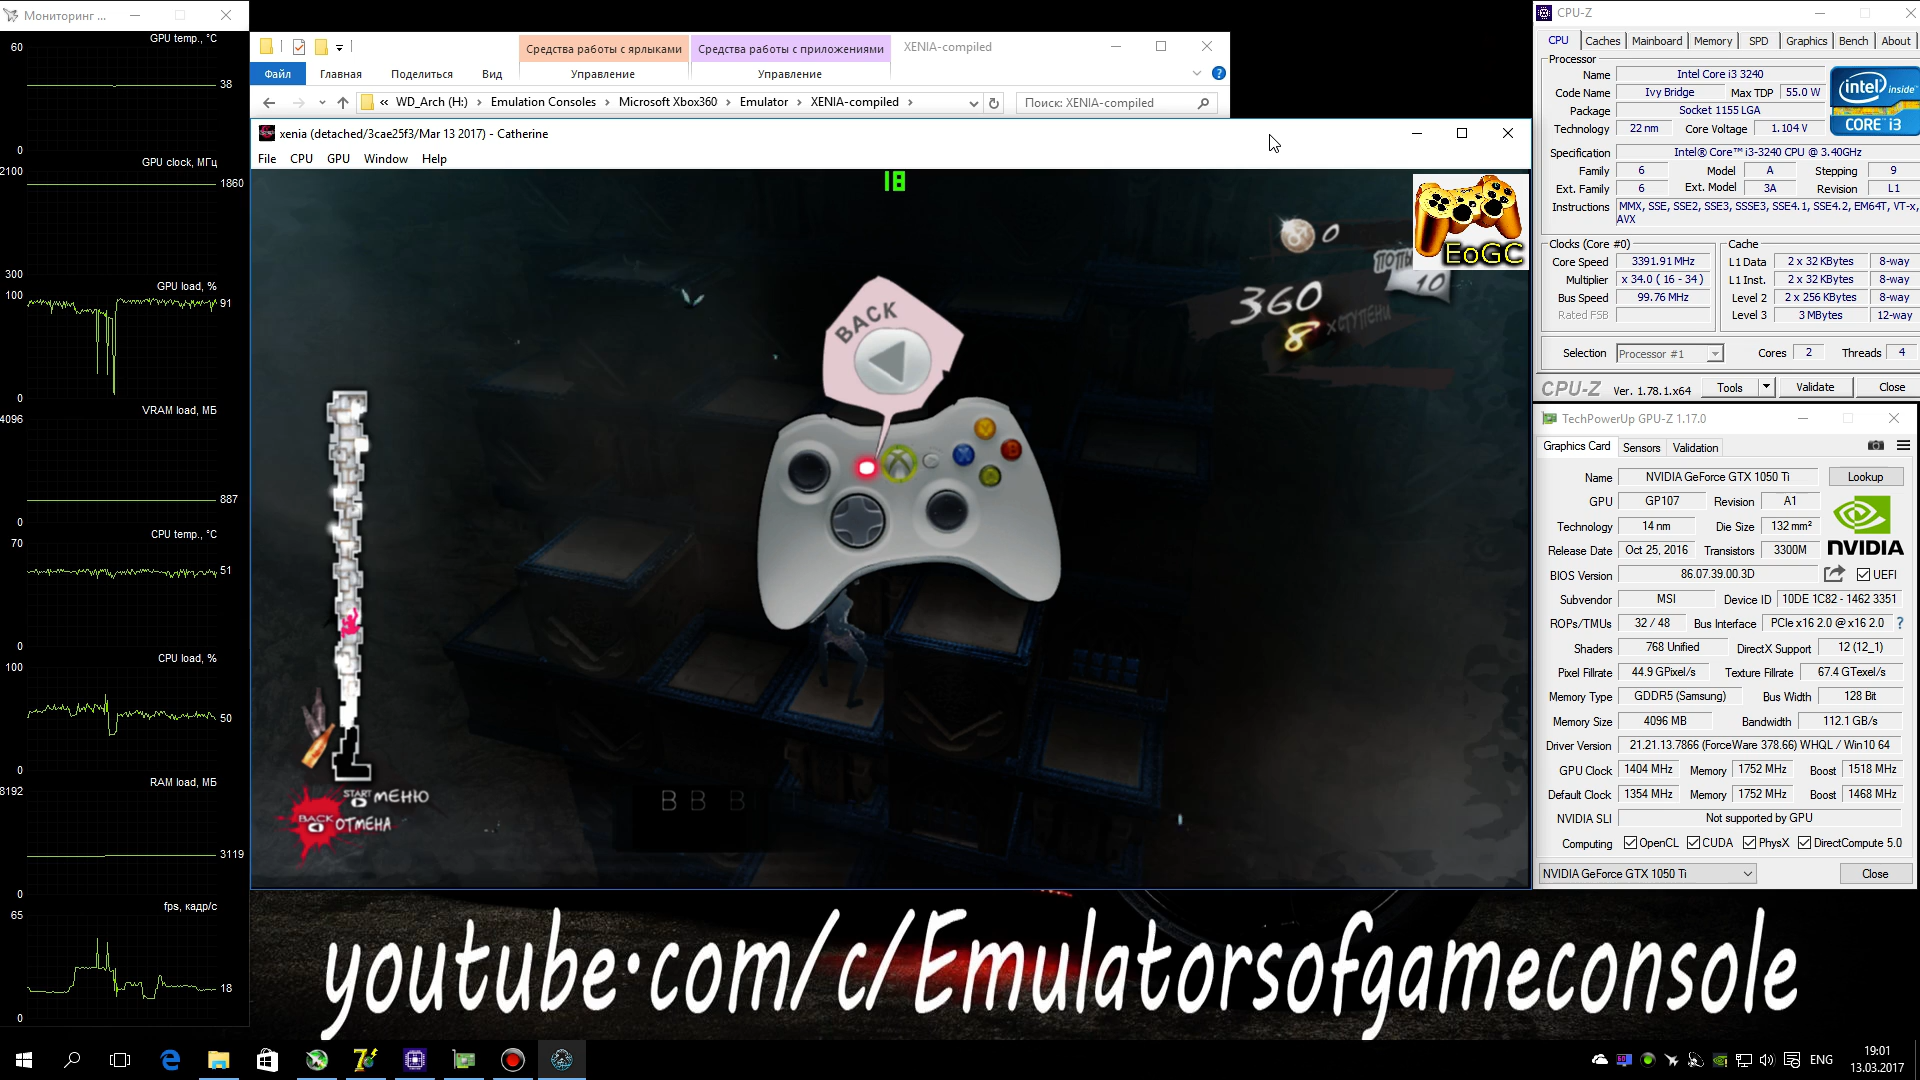 Мониторинг ...
GPU temp., °C
60
38
0
GPU clock, МГц
2100
1860
300
GPU load, %
100
91
0
VRAM load, МБ
4096
887
0
CPU temp., °C
70
51
0
CPU load, %
100
50
0
RAM load, МБ
8192
3119
0
fps, кадр/с
65
18
0
Средства работы с ярлыками
Средства работы с приложениями
XENIA-compiled
Файл
Главная
Поделиться
Вид
Управление
Управление
« WD_Arch (H:) > Emulation Consoles > Microsoft Xbox360 > Emulator > XENIA-compiled >
Поиск: XENIA-compiled
xenia (detached/3cae25f3/Mar 13 2017) - Catherine
File CPU GPU Window Help
18
EoGC
0
10
360
8 хступени
BACK
B B B
START МЕНЮ
BACK ОТМЕНА
youtube.com/c/Emulatorsofgameconsole
CPU-Z
CPU Caches Mainboard Memory SPD Graphics Bench About
Processor
Name Intel Core i3 3240
Code Name Ivy Bridge Max TDP 55.0 W
Package Socket 1155 LGA
Technology 22 nm Core Voltage 1.104 V
intel inside™
CORE i3
Specification Intel® Core™ i3-3240 CPU @ 3.40GHz
Family 6 Model A Stepping 9
Ext. Family 6 Ext. Model 3A Revision L1
Instructions MMX, SSE, SSE2, SSE3, SSSE3, SSE4.1, SSE4.2, EM64T, VT-x,
AVX
Clocks (Core #0)
Core Speed 3391.91 MHz
Multiplier x 34.0 ( 16 - 34 )
Bus Speed 99.76 MHz
Rated FSB
Cache
L1 Data 2 x 32 KBytes 8-way
L1 Inst. 2 x 32 KBytes 8-way
Level 2 2 x 256 KBytes 8-way
Level 3 3 MBytes 12-way
Selection Processor #1 Cores 2 Threads 4
CPU-Z Ver. 1.78.1.x64 Tools Validate Close
TechPowerUp GPU-Z 1.17.0
Graphics Card Sensors Validation
Name NVIDIA GeForce GTX 1050 Ti Lookup
GPU GP107 Revision A1
Technology 14 nm Die Size 132 mm²
Release Date Oct 25, 2016 Transistors 3300M
NVIDIA
BIOS Version 86.07.39.00.3D UEFI
Subvendor MSI Device ID 10DE 1C82 - 1462 3351
ROPs/TMUs 32 / 48 Bus Interface PCIe x16 2.0 @ x16 2.0 ?
Shaders 768 Unified DirectX Support 12 (12_1)
Pixel Fillrate 44.9 GPixel/s Texture Fillrate 67.4 GTexel/s
Memory Type GDDR5 (Samsung) Bus Width 128 Bit
Memory Size 4096 MB Bandwidth 112.1 GB/s
Driver Version 21.21.13.7866 (ForceWare 378.66) WHQL / Win10 64
GPU Clock 1404 MHz Memory 1752 MHz Boost 1518 MHz
Default Clock 1354 MHz Memory 1752 MHz Boost 1468 MHz
NVIDIA SLI Not supported by GPU
Computing OpenCL CUDA PhysX DirectCompute 5.0
NVIDIA GeForce GTX 1050 Ti Close
ENG
19:01
13.03.2017